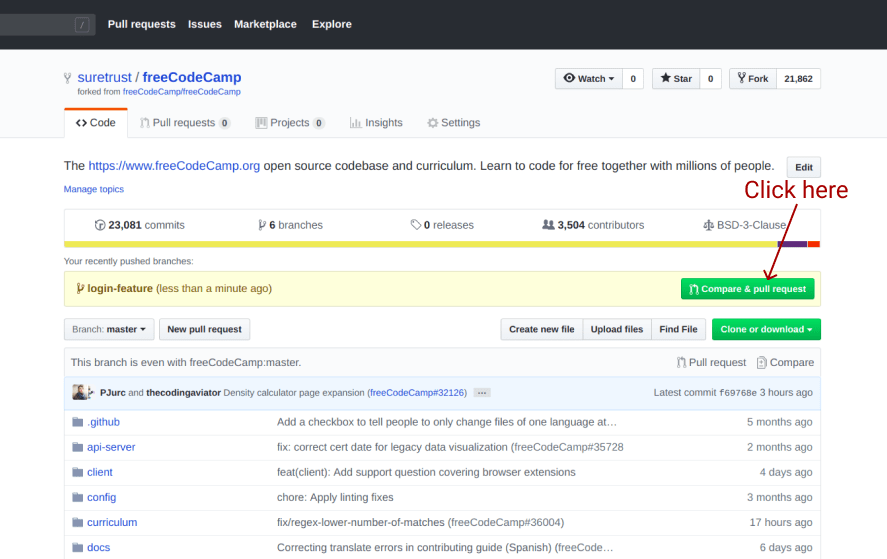 / Pull requests Issues Marketplace Explore
suretrust / freeCodeCamp Watch 0 Star 0 Fork 21,862
forked from freeCodeCamp/freeCodeCamp
Code Pull requests 0 Projects 0 Insights Settings
The https://www.freeCodeCamp.org open source codebase and curriculum. Learn to code for free together with millions of people. Edit
Manage topics
Click here
23,081 commits 6 branches 0 releases 3,504 contributors BSD-3-Clause
Your recently pushed branches:
login-feature (less than a minute ago) Compare & pull request
Branch: master New pull request Create new file Upload files Find File Clone or download
This branch is even with freeCodeCamp:master. Pull request Compare
PJurc and thecodingaviator Density calculator page expansion (freeCodeCamp#32126) ... Latest commit f69768e 3 hours ago
.github Add a checkbox to tell people to only change files of one language at… 5 months ago
api-server fix: correct cert date for legacy data visualization (freeCodeCamp#35728 2 months ago
client feat(client): Add support question covering browser extensions 4 days ago
config chore: Apply linting fixes 3 months ago
curriculum fix/regex-lower-number-of-matches (freeCodeCamp#36004) 17 hours ago
docs Correcting translate errors in contributing guide (Spanish) (freeCode… 6 days ago